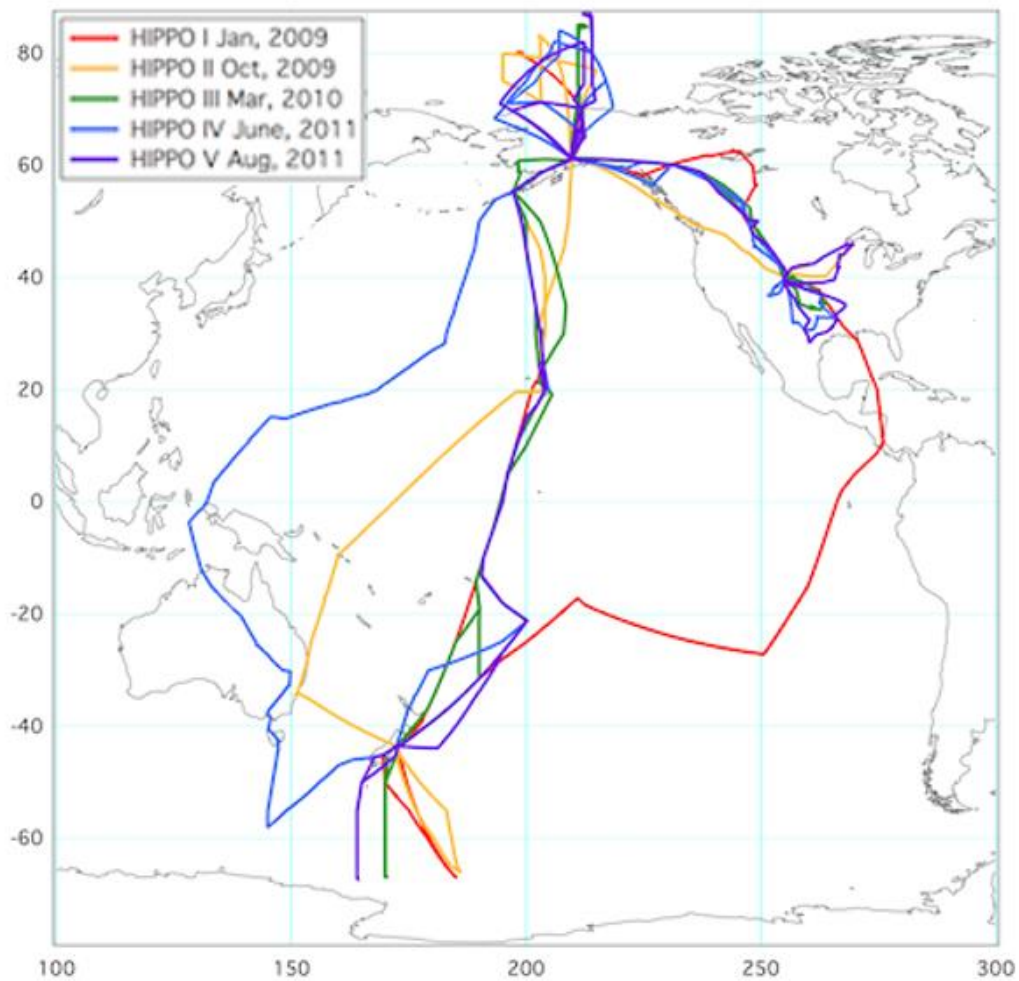 HIPPO I Jan, 2009
HIPPO II Oct, 2009
HIPPO III Mar, 2010
HIPPO IV June, 2011
HIPPO V Aug, 2011
80
60
40
20
0
-20
-40
-60
100 150 200 250 300